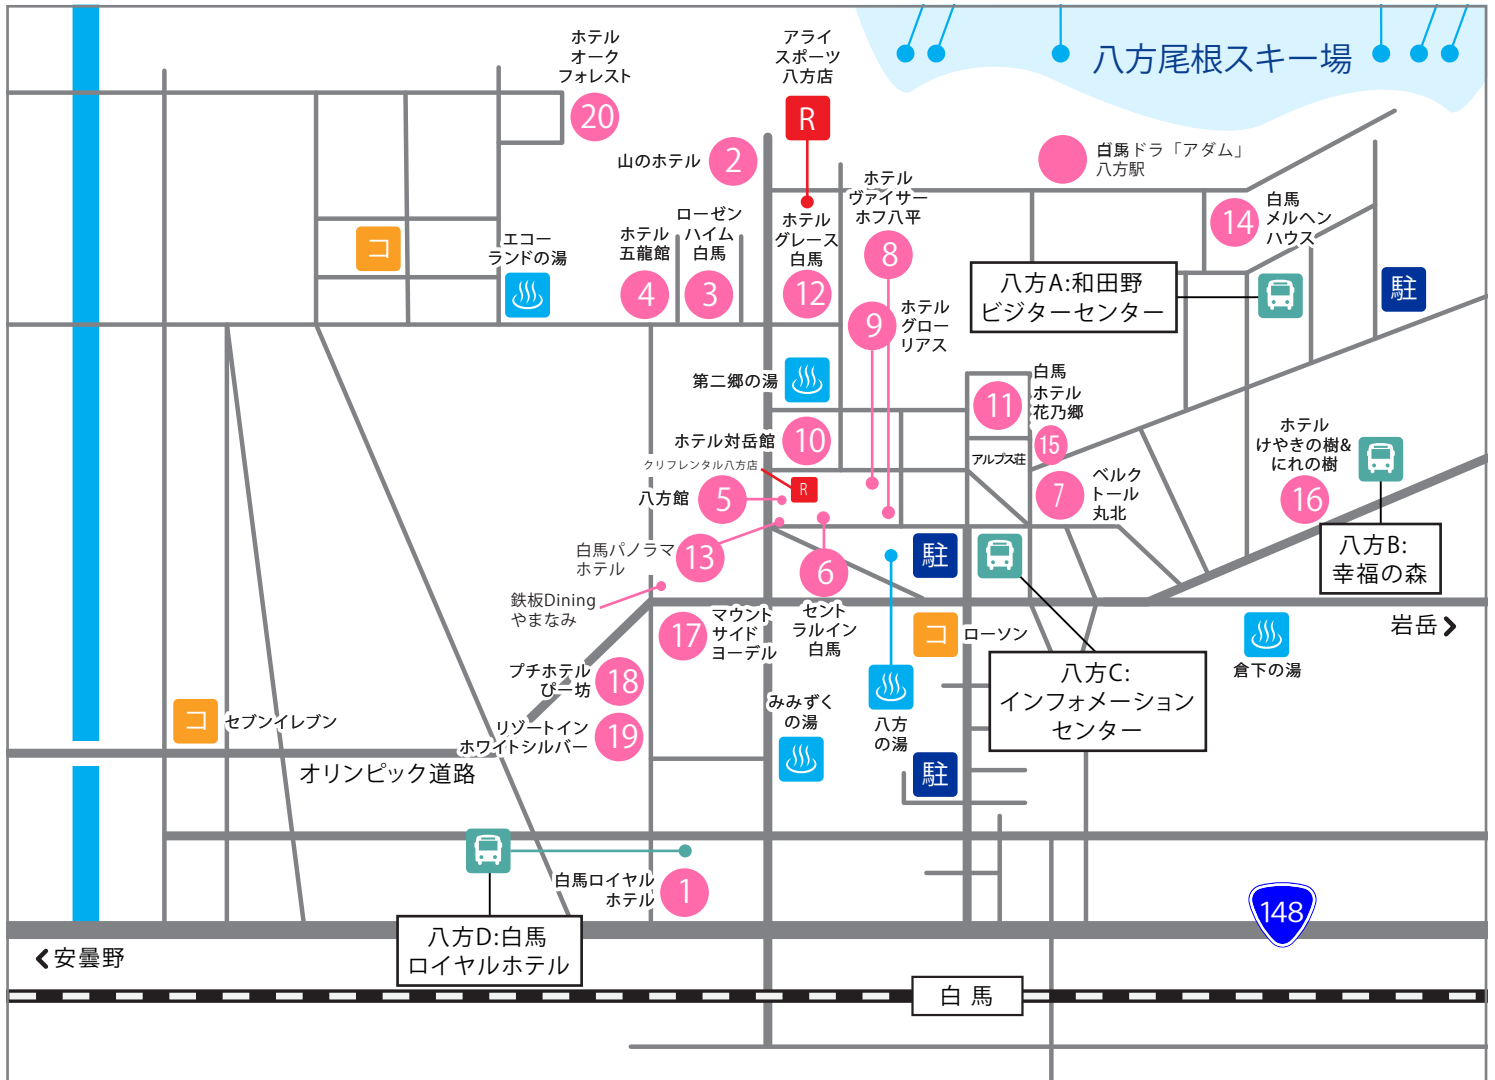 八方尾根スキー場
ホテル
オーク
フォレスト
20
アライ
スポーツ
八方店
R
山のホテル
2
八方駅
ホテル
ヴァイサー
ホフ八平
8
白馬
メルヘン
ハウス
14
ローゼン
ハイム
白馬
3
ホテル
五龍館
4
ホテル
グレース
白馬
12
コ
エコー
ランドの湯
八方A:和田野
ビジターセンター
駐
ホテル
グロー
リアス
9
第二郷の湯
白馬
ホテル
花乃郷
11
15
アルプス荘
ホテル対岳館
10
クリフレンタル八方店
R
八方館
5
ベルク
トール
丸北
7
ホテル
けやきの樹&
にれの樹
16
八方B:
幸福の森
白馬パノラマ
ホテル
13
6
セント
ラルイン
白馬
駐
鉄板Dining
やまなみ
17
マウント
サイド
ヨーデル
コ
ローソン
岩岳
倉下の湯
プチホテル
ぴー坊
18
八方C:
インフォメーション
センター
八方
の湯
みみずく
の湯
リゾートイン
ホワイトシルバー
19
コ
セブンイレブン
オリンピック道路
駐
白馬ロイヤル
ホテル
1
148
八方D:白馬
ロイヤルホテル
安曇野
白馬